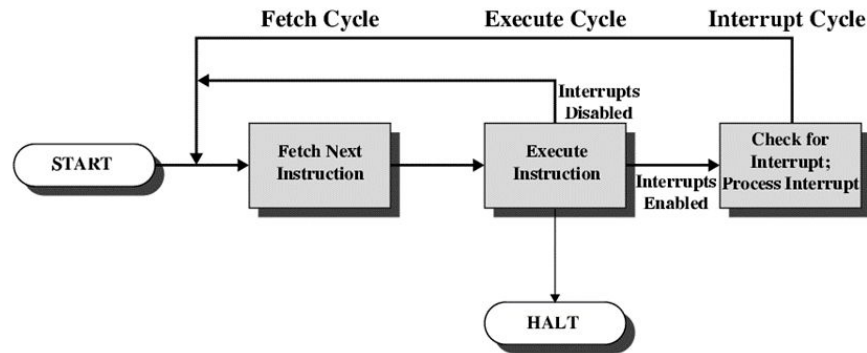 Fetch Cycle
Execute Cycle
Interrupt Cycle
Interrupts
Disabled
START
Fetch Next
Instruction
Execute
Instruction
Interrupts
Enabled
Check for
Interrupt;
Process Interrupt
HALT